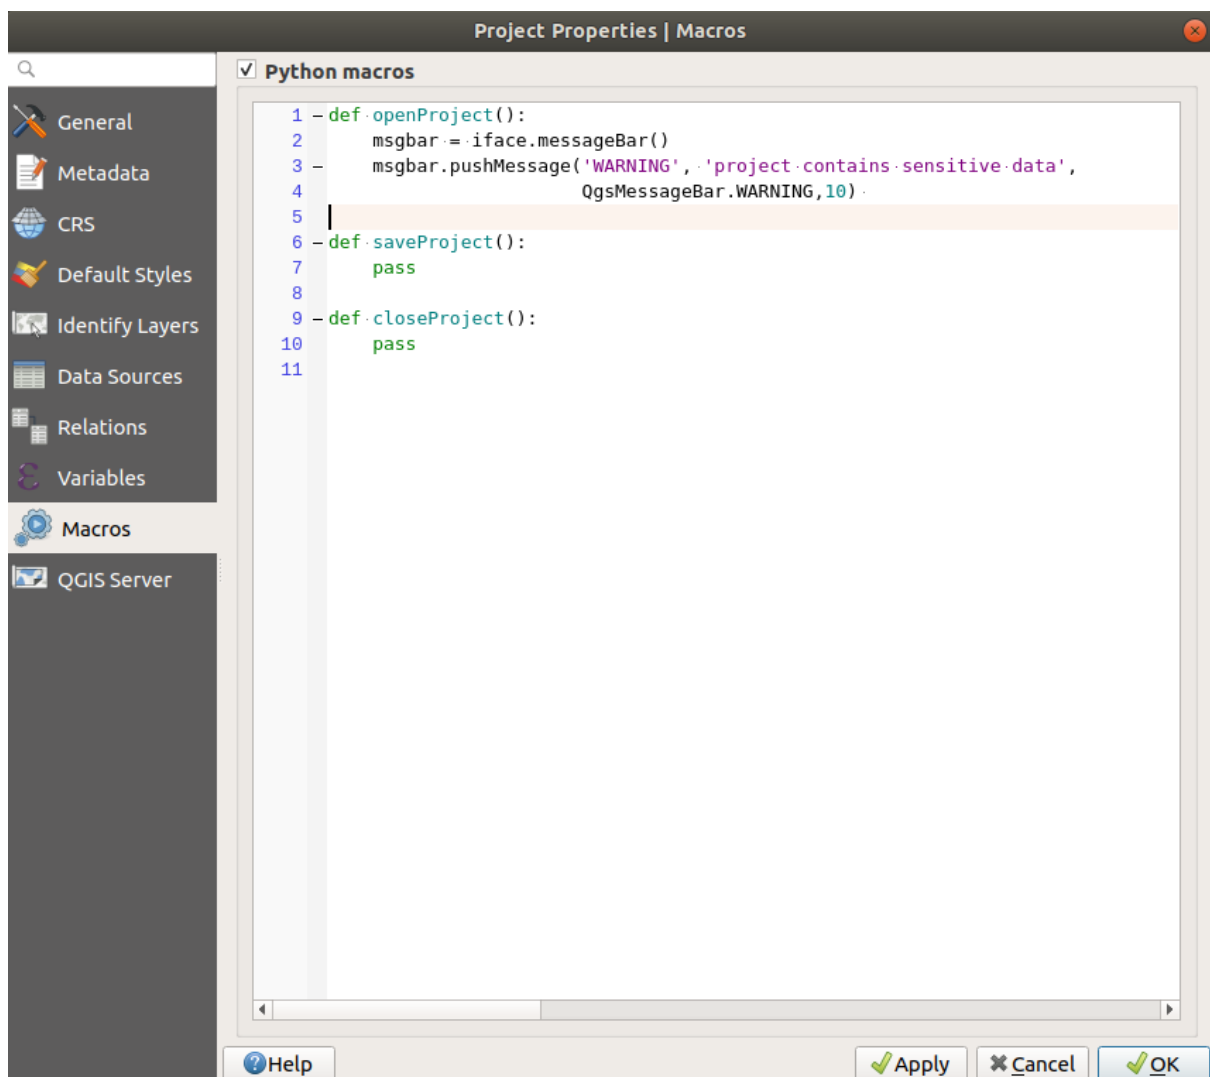 Project Properties | Macros
General
Metadata
CRS
Default Styles
Identify Layers
Data Sources
Relations
Variables
Macros
QGIS Server
Python macros
1 def openProject():
2     msgbar = iface.messageBar()
3     msgbar.pushMessage('WARNING', 'project contains sensitive data',
4                        QgsMessageBar.WARNING,10)
5
6 def saveProject():
7     pass
8
9 def closeProject():
10     pass
11
Help
Apply
Cancel
OK